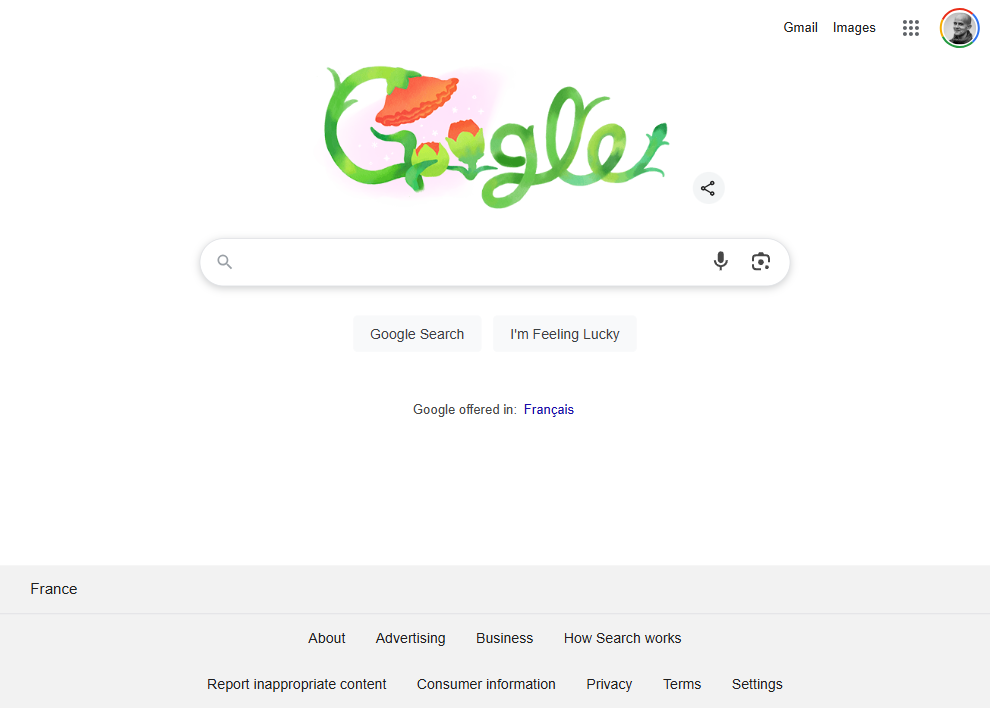 Gmail Images
Google
Google Search I'm Feeling Lucky
Google offered in: Français
France
About Advertising Business How Search works
Report inappropriate content Consumer information Privacy Terms Settings